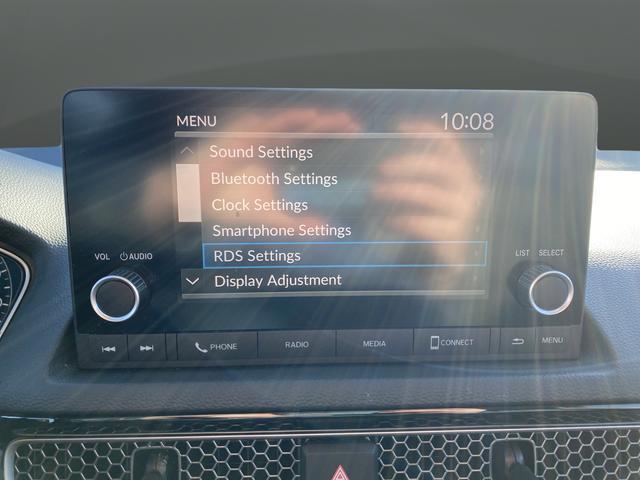 MENU 10:08
Sound Settings
Bluetooth Settings
Clock Settings
Smartphone Settings
RDS Settings
Display Adjustment
VOL AUDIO
LIST SELECT
PHONE RADIO MEDIA CONNECT MENU